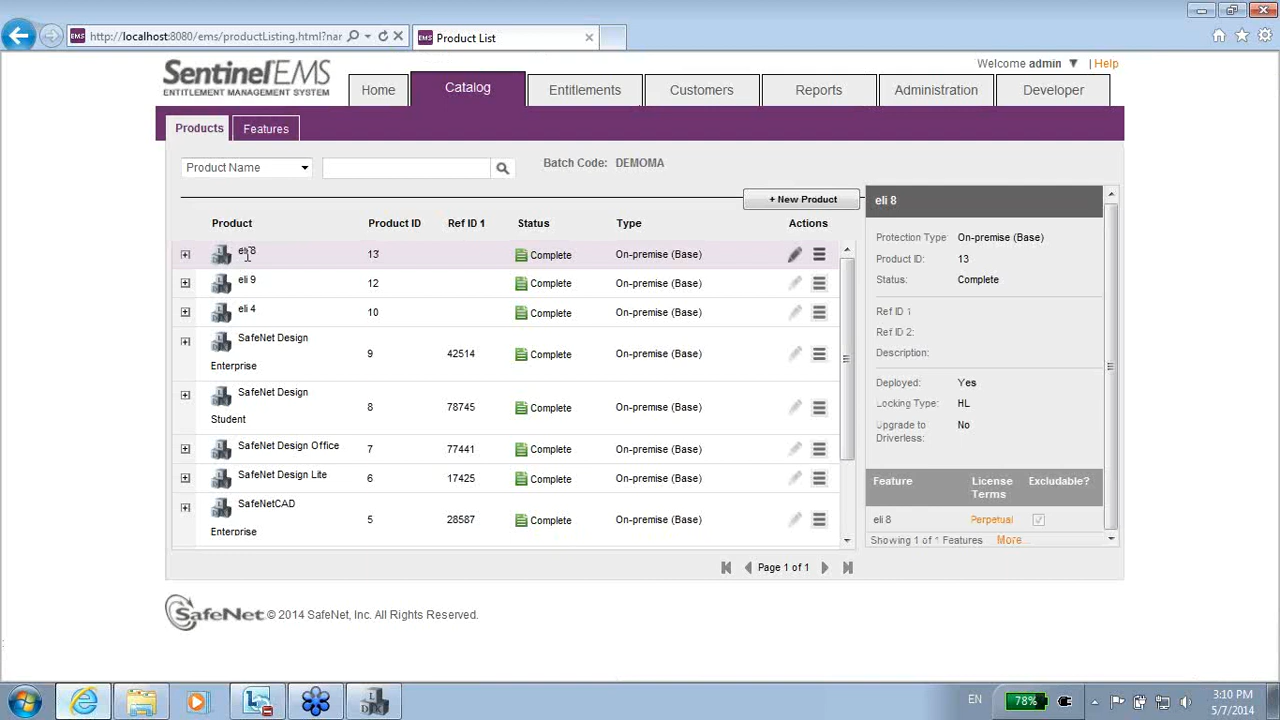 http://localhost:8080/ems/productListing.html?nar
EMS Product List
Welcome admin | Help
SentinelEMS
ENTITLEMENT MANAGEMENT SYSTEM
Home Catalog Entitlements Customers Reports Administration Developer
Products Features
Product Name
Batch Code: DEMOMA
+ New Product
Product Product ID Ref ID 1 Status Type Actions
eli 8 13 Complete On-premise (Base)
eli 9 12 Complete On-premise (Base)
eli 4 Complete On-premise (Base)
SafeNet Design Enterprise 9 42514 Complete On-premise (Base)
SafeNet Design Student 8 78745 Complete On-premise (Base)
SafeNet Design Office 7 77441 Complete On-premise (Base)
SafeNet Design Lite 6 17425 Complete On-premise (Base)
SafeNetCAD Enterprise 5 28587 Complete On-premise (Base)
Page 1 of 1
eli 8
Protection Type On-premise (Base)
Product ID: 13
Status: Complete
Ref ID 1
Ref ID 2:
Description:
Deployed: Yes
Locking Type: HL
Upgrade to Driverless: No
Feature License Terms Excludable?
eli 8 Perpetual
Showing 1 of 1 Features More...
SafeNet © 2014 SafeNet, Inc. All Rights Reserved.
EN 78% 3:10 PM
5/7/2014